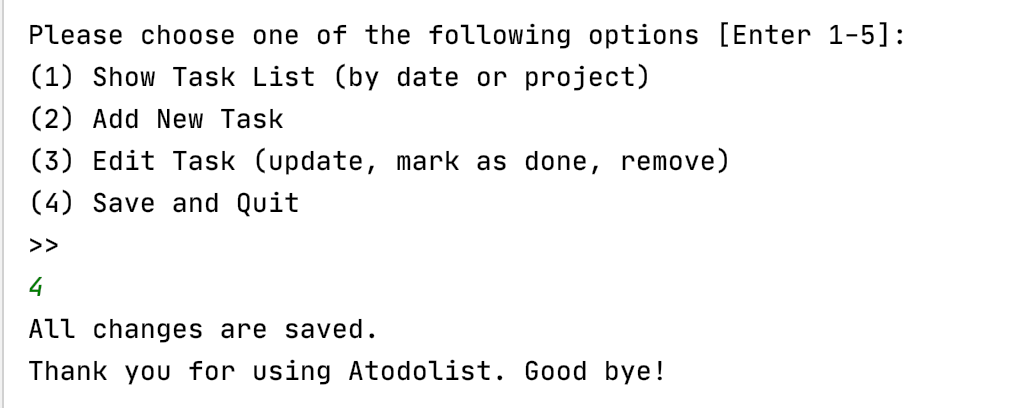 Please choose one of the following options [Enter 1-5]:
(1) Show Task List (by date or project)
(2) Add New Task
(3) Edit Task (update, mark as done, remove)
(4) Save and Quit
>>
4
All changes are saved.
Thank you for using Atodolist. Good bye!